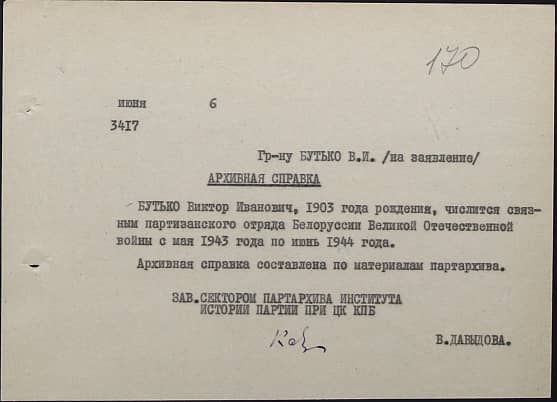 170
июня 6
3417
Гр-ну БУТЬКО В.И. /на заявление/
АРХИВНАЯ СПРАВКА
БУТЬКО Виктор Иванович, 1903 года рождения, числится связ-
ным партизанского отряда Белоруссии Великой Отечественной
войны с мая 1943 года по июнь 1944 года.
Архивная справка составлена по материалам партархива.
ЗАВ.СЕКТОРОМ ПАРТАРХИВА ИНСТИТУТА
ИСТОРИИ ПАРТИИ ПРИ ЦК КПБ
В.ДАВЫДОВА.